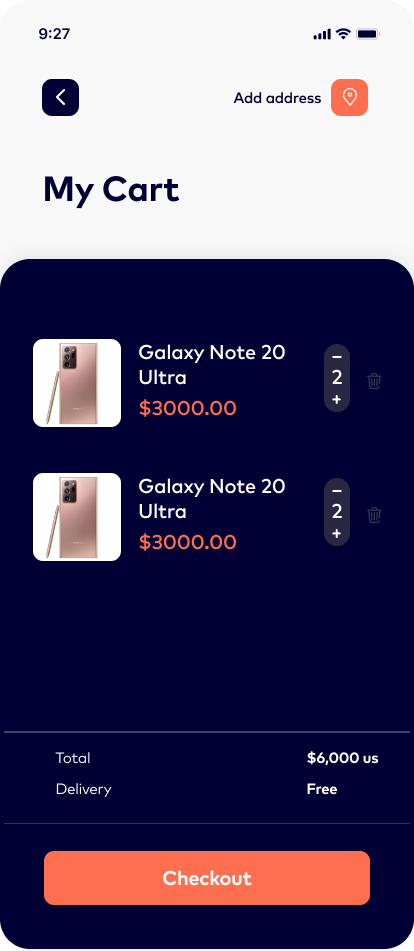 9:27
Add address
My Cart
Galaxy Note 20
Ultra
$3000.00
2
Galaxy Note 20
Ultra
$3000.00
2
Total $6,000 us
Delivery Free
Checkout